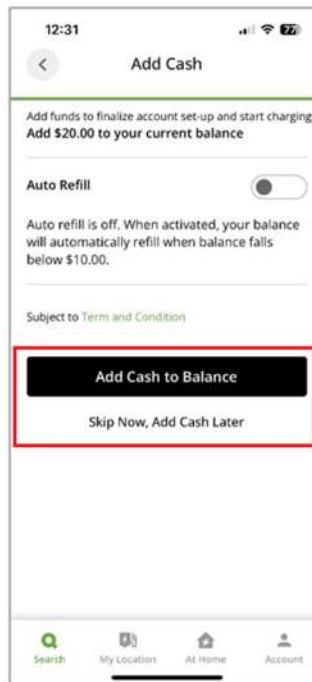 12:31
77
Add Cash
Add funds to finalize account set-up and start charging
Add $20.00 to your current balance
Auto Refill
Auto refill is off. When activated, your balance
will automatically refill when balance falls
below $10.00.
Subject to Term and Condition
Add Cash to Balance
Skip Now, Add Cash Later
Search My Location At Home Account